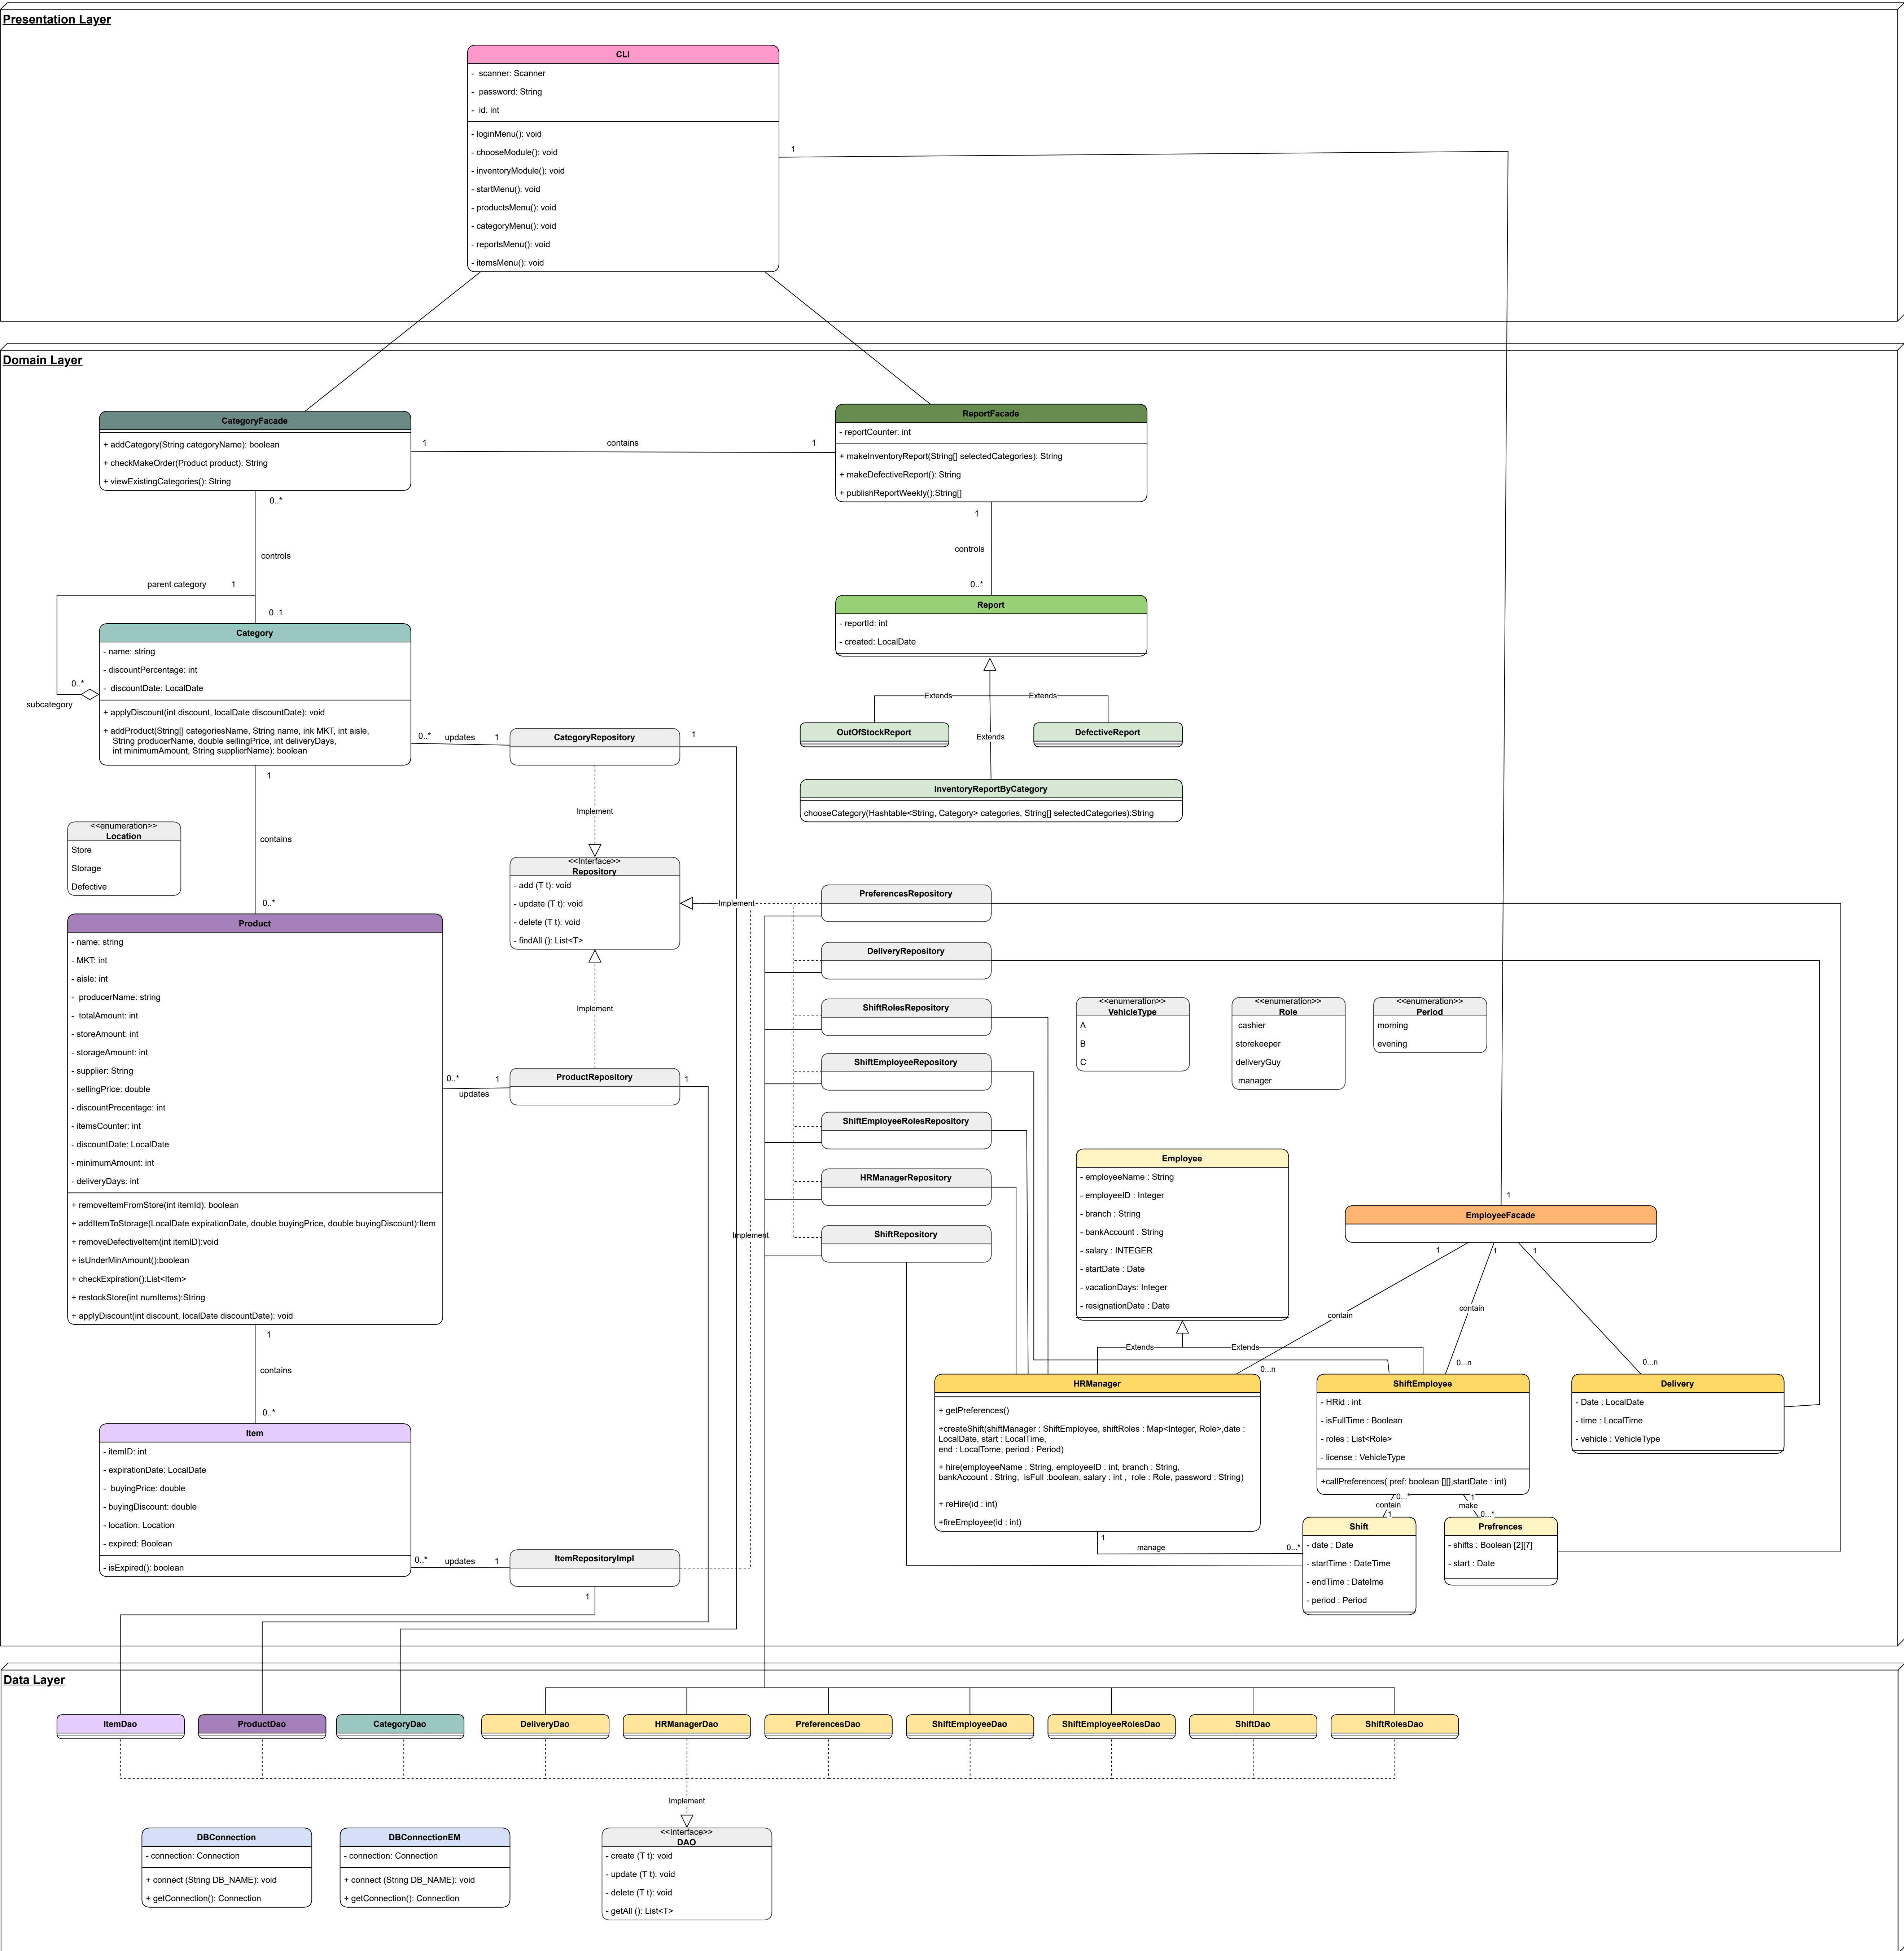 Presentation Layer
CLI
- scanner: Scanner
- password: String
- id: int
- loginMenu(): void
- chooseModule(): void
- inventoryModule(): void
- startMenu(): void
- productsMenu(): void
- categoryMenu(): void
- reportsMenu(): void
- itemsMenu(): void
1
Domain Layer
CategoryFacade
+ addCategory(String categoryName): boolean
+ checkMakeOrder(Product product): String
+ viewExistingCategories(): String
1
contains
1
ReportFacade
- reportCounter: int
+ makeInventoryReport(String[] selectedCategories): String
+ makeDefectiveReport(): String
+ publishReportWeekly():String[]
0..*
controls
parent category
1
0..1
1
controls
0..*
Category
- name: string
- discountPercentage: int
- discountDate: LocalDate
+ applyDiscount(int discount, localDate discountDate): void
+ addProduct(String[] categoriesName, String name, ink MKT, int aisle,
String producerName, double sellingPrice, int deliveryDays,
int minimumAmount, String supplierName): boolean
0..*
subcategory
Report
- reportId: int
- created: LocalDate
Extends
Extends
Extends
OutOfStockReport
DefectiveReport
InventoryReportByCategory
chooseCategory(Hashtable<String, Category> categories, String[] selectedCategories):String
0..*
updates
1
CategoryRepository
1
Implement
1
contains
0..*
<<enumeration>>
Location
Store
Storage
Defective
<<Interface>>
Repository
- add (T t): void
- update (T t): void
- delete (T t): void
- findAll (): List<T>
Implement
Implement
Product
- name: string
- MKT: int
- aisle: int
- producerName: string
- totalAmount: int
- storeAmount: int
- storageAmount: int
- supplier: String
- sellingPrice: double
- discountPrecentage: int
- itemsCounter: int
- discountDate: LocalDate
- minimumAmount: int
- deliveryDays: int
+ removeItemFromStore(int itemId): boolean
+ addItemToStorage(LocalDate expirationDate, double buyingPrice, double buyingDiscount):Item
+ removeDefectiveItem(int itemID):void
+ isUnderMinAmount():boolean
+ checkExpiration():List<Item>
+ restockStore(int numItems):String
+ applyDiscount(int discount, localDate discountDate): void
0..*
updates
1
ProductRepository
1
PreferencesRepository
DeliveryRepository
ShiftRolesRepository
ShiftEmployeeRepository
ShiftEmployeeRolesRepository
HRManagerRepository
ShiftRepository
Implement
<<enumeration>>
VehicleType
A
B
C
<<enumeration>>
Role
cashier
storekeeper
deliveryGuy
manager
<<enumeration>>
Period
morning
evening
Employee
- employeeName : String
- employeeID : Integer
- branch : String
- bankAccount : String
- salary : INTEGER
- startDate : Date
- vacationDays: Integer
- resignationDate : Date
1
EmployeeFacade
1
1
1
contain
contain
Extends
Extends
0...n
0...n
0...n
HRManager
+ getPreferences()
+createShift(shiftManager : ShiftEmployee, shiftRoles : Map<Integer, Role>,date :
LocalDate, start : LocalTime,
end : LocalTome, period : Period)
+ hire(employeeName : String, employeeID : int, branch : String,
bankAccount : String, isFull :boolean, salary : int , role : Role, password : String)
+ reHire(id : int)
+fireEmployee(id : int)
ShiftEmployee
- HRid : int
- isFullTime : Boolean
- roles : List<Role>
- license : VehicleType
+callPreferences( pref: boolean [][],startDate : int)
Delivery
- Date : LocalDate
- time : LocalTime
- vehicle : VehicleType
0...*
contain
1
1
make
0...*
1
manage
0...*
Shift
- date : Date
- startTime : DateTime
- endTime : DateIme
- period : Period
Prefrences
- shifts : Boolean [2][7]
- start : Date
1
contains
0..*
Item
- itemID: int
- expirationDate: LocalDate
- buyingPrice: double
- buyingDiscount: double
- location: Location
- expired: Boolean
- isExpired(): boolean
0..*
updates
1
ItemRepositoryImpl
1
Data Layer
ItemDao
ProductDao
CategoryDao
DeliveryDao
HRManagerDao
PreferencesDao
ShiftEmployeeDao
ShiftEmployeeRolesDao
ShiftDao
ShiftRolesDao
Implement
DBConnection
- connection: Connection
+ connect (String DB_NAME): void
+ getConnection(): Connection
DBConnectionEM
- connection: Connection
+ connect (String DB_NAME): void
+ getConnection(): Connection
<<Interface>>
DAO
- create (T t): void
- update (T t): void
- delete (T t): void
- getAll (): List<T>